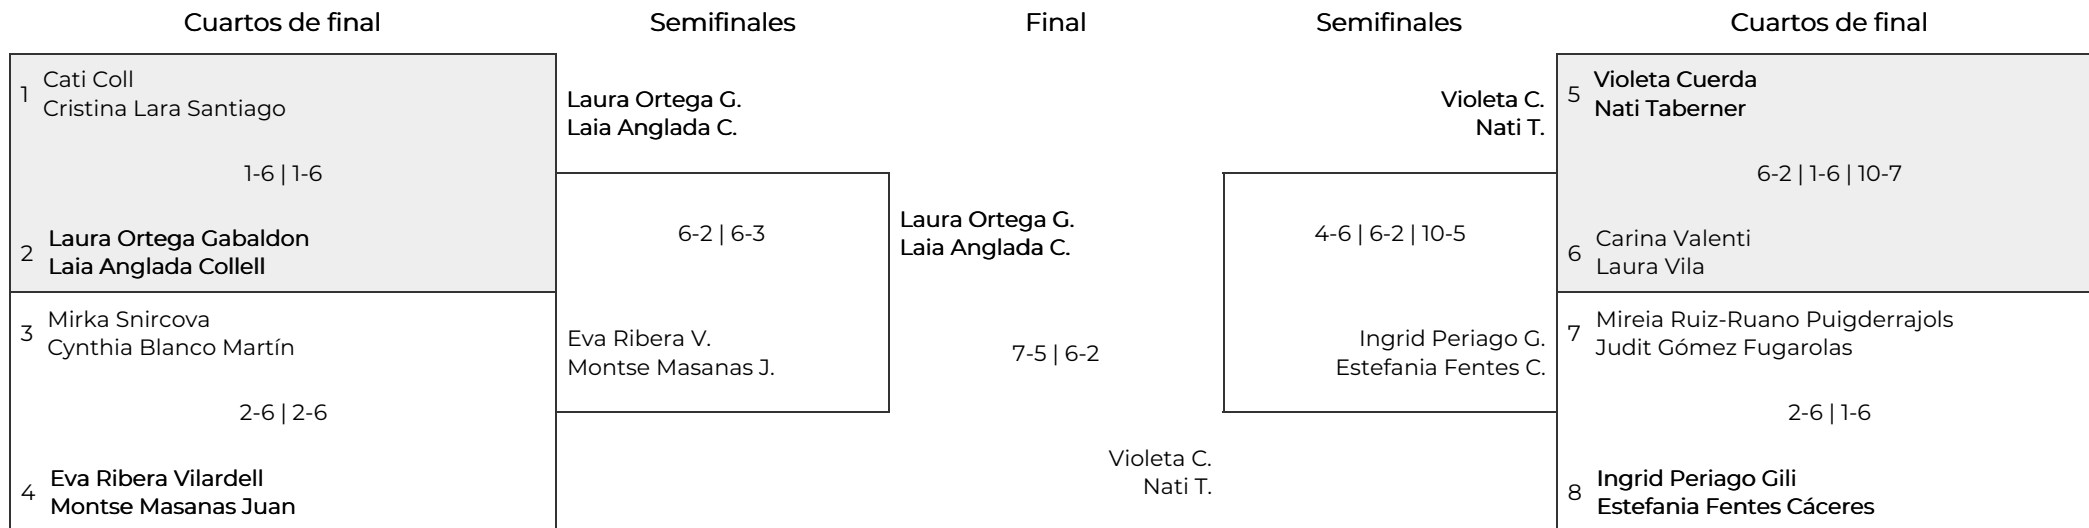 Cuartos de final
Semifinales
Final
Semifinales
Cuartos de final
1
Cati Coll
Cristina Lara Santiago
1-6 | 1-6
2
Laura Ortega Gabaldon
Laia Anglada Collell
3
Mirka Snircova
Cynthia Blanco Martín
2-6 | 2-6
4
Eva Ribera Vilardell
Montse Masanas Juan
Laura Ortega G.
Laia Anglada C.
6-2 | 6-3
Eva Ribera V.
Montse Masanas J.
Laura Ortega G.
Laia Anglada C.
7-5 | 6-2
Violeta C.
Nati T.
Violeta C.
Nati T.
4-6 | 6-2 | 10-5
Ingrid Periago G.
Estefania Fentes C.
5
Violeta Cuerda
Nati Taberner
6-2 | 1-6 | 10-7
6
Carina Valenti
Laura Vila
7
Mireia Ruiz-Ruano Puigderrajols
Judit Gómez Fugarolas
2-6 | 1-6
8
Ingrid Periago Gili
Estefania Fentes Cáceres